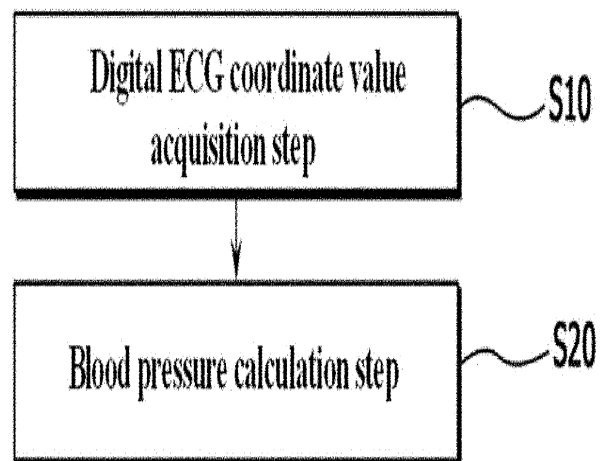 Digital ECG coordinate value
acquisition step
S10
Blood pressure calculation step
S20